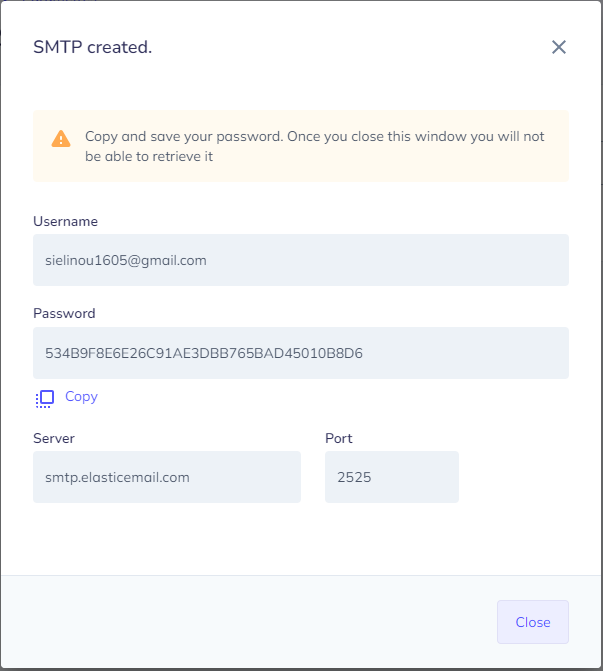 SMTP created.
Copy and save your password. Once you close this window you will not
be able to retrieve it
Username
sielinou1605@gmail.com
Password
534B9F8E6E26C91AE3DBB765BAD45010B8D6
Copy
Server
Port
smtp.elasticemail.com
2525
Close